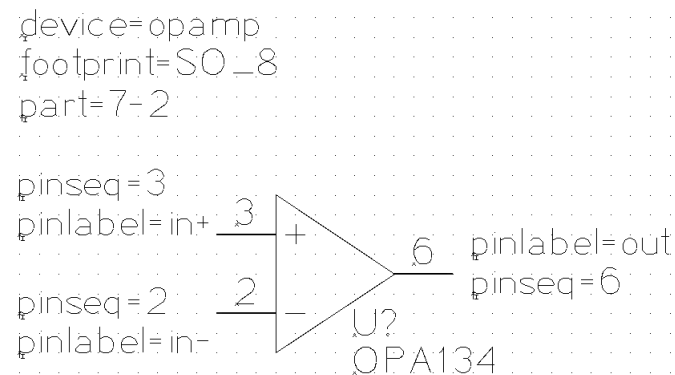 device=opamp
footprint=SO_8
part=7-2
pinseq=3
pinlabel=in+
3
+
6
pinlabel=out
pinseq=6
pinseq=2
pinlabel=in-
2
-
U?
OPA134